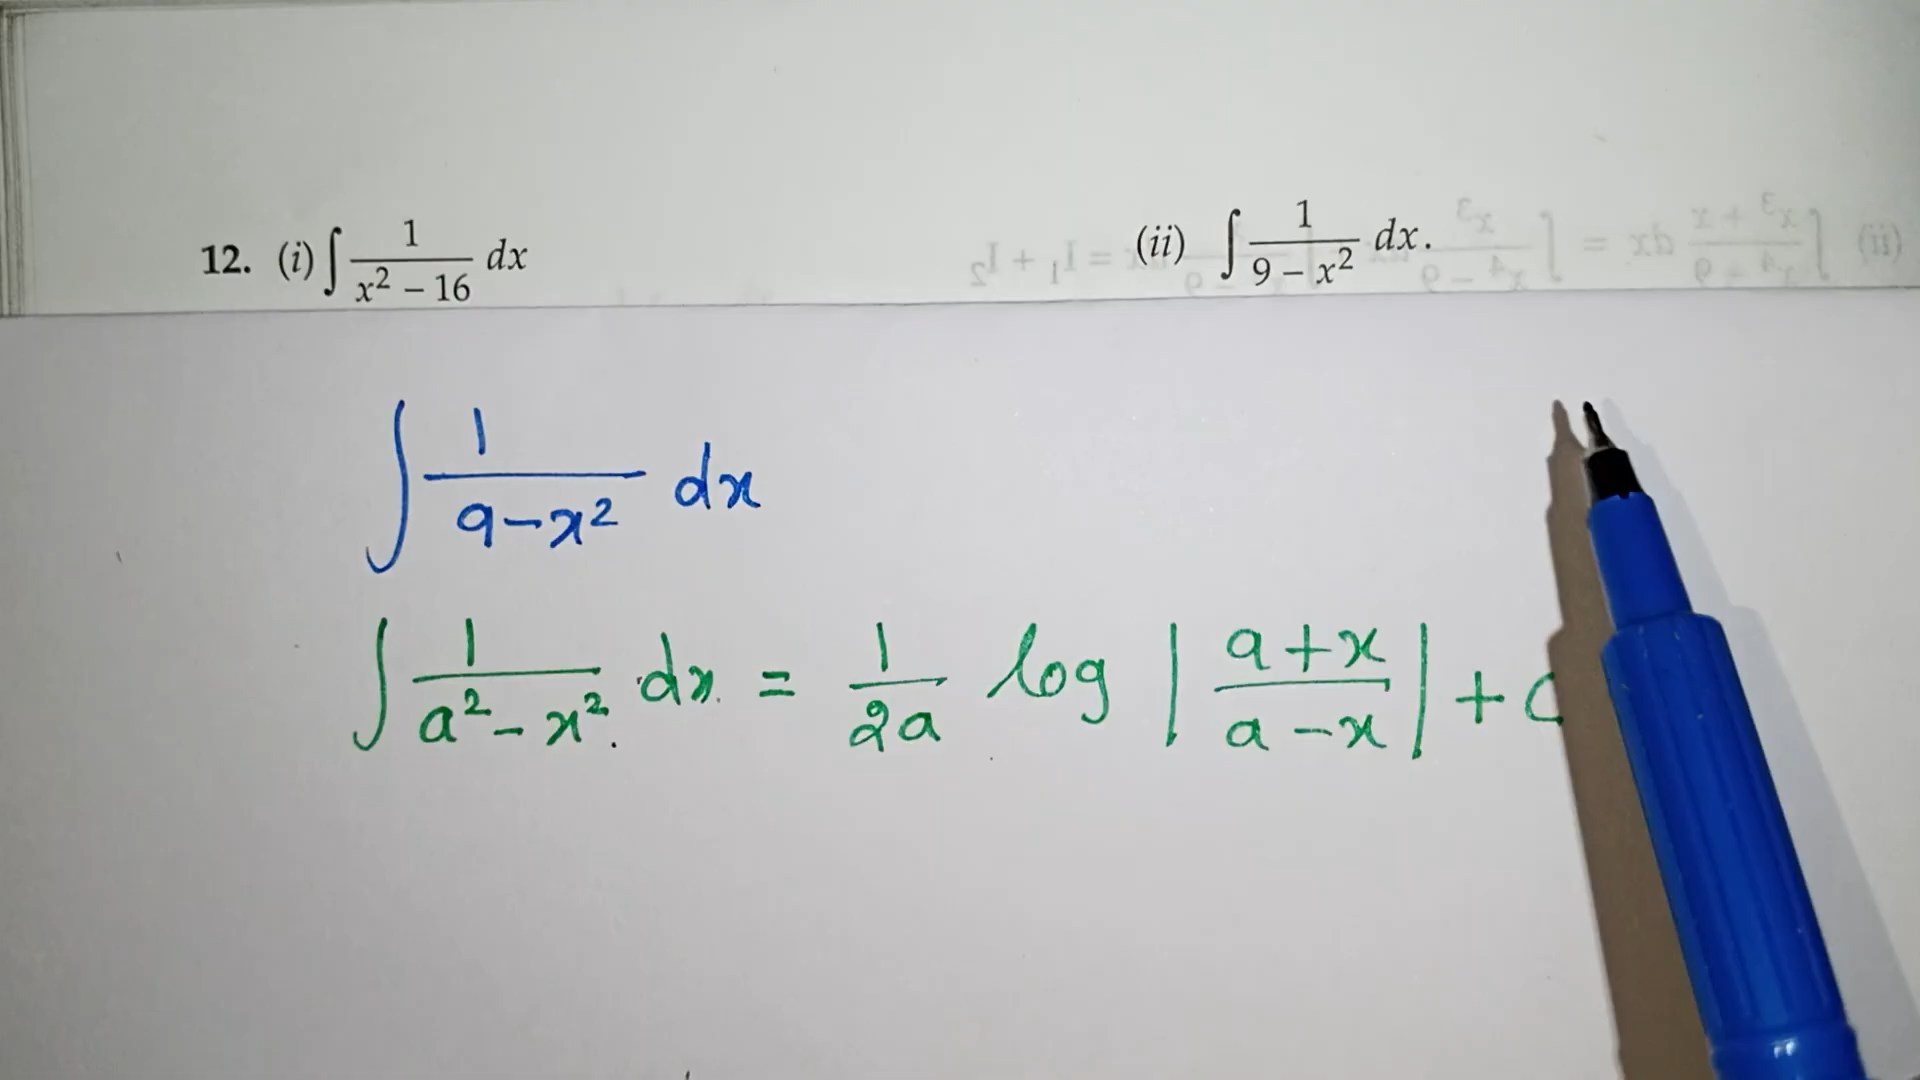 12. (i) ∫ 1/(x² − 16) dx (ii) ∫ 1/(9 − x²) dx.
∫ 1/(9−x²) dx
∫ 1/(a²−x²) dx = 1/2a log |(a+x)/(a−x)| + C